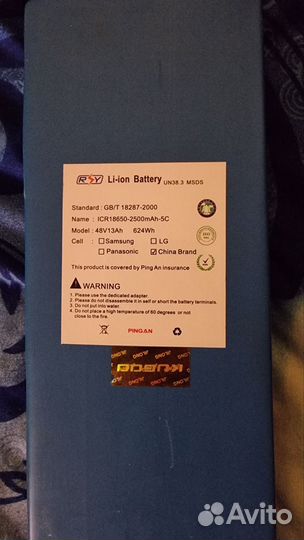 RSY Li-ion Battery UN38.3 MSDS
Standard : GB/T 18287-2000
Name : ICR18650-2500mAh-5C
Model : 48V13Ah 624Wh
Cell : ☐Samsung ☐LG
☐Panasonic ☑China Brand
This product is covered by Ping An insurance
WARNING:
1. Please use the dedicated adapter.
2. Please do not disassemble it or short the battery terminals.
3. Do not put into water.
4. Do not place a high temperature of 60 degrees or not
close to the fire.
PINGAN
Avito